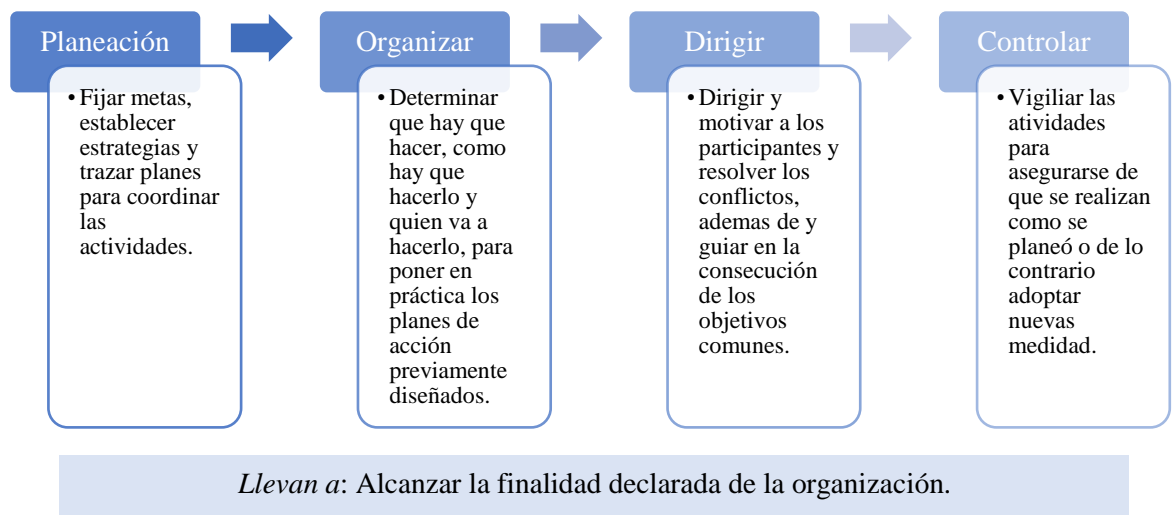 Planeación
• Fijar metas,
establecer
estrategias y
trazar planes
para coordinar
las
actividades.
Organizar
• Determinar
que hay que
hacer, como
hay que
hacerlo y
quien va a
hacerlo, para
poner en
práctica los
planes de
acción
previamente
diseñados.
Dirigir
• Dirigir y
motivar a los
participantes y
resolver los
conflictos,
ademas de y
guiar en la
consecución
de los
objetivos
comunes.
Controlar
• Vigiliar las
atividades
para
asegurarse de
que se realizan
como se
planeó o de lo
contrario
adoptar
nuevas
medidad.
Llevan a: Alcanzar la finalidad declarada de la organización.